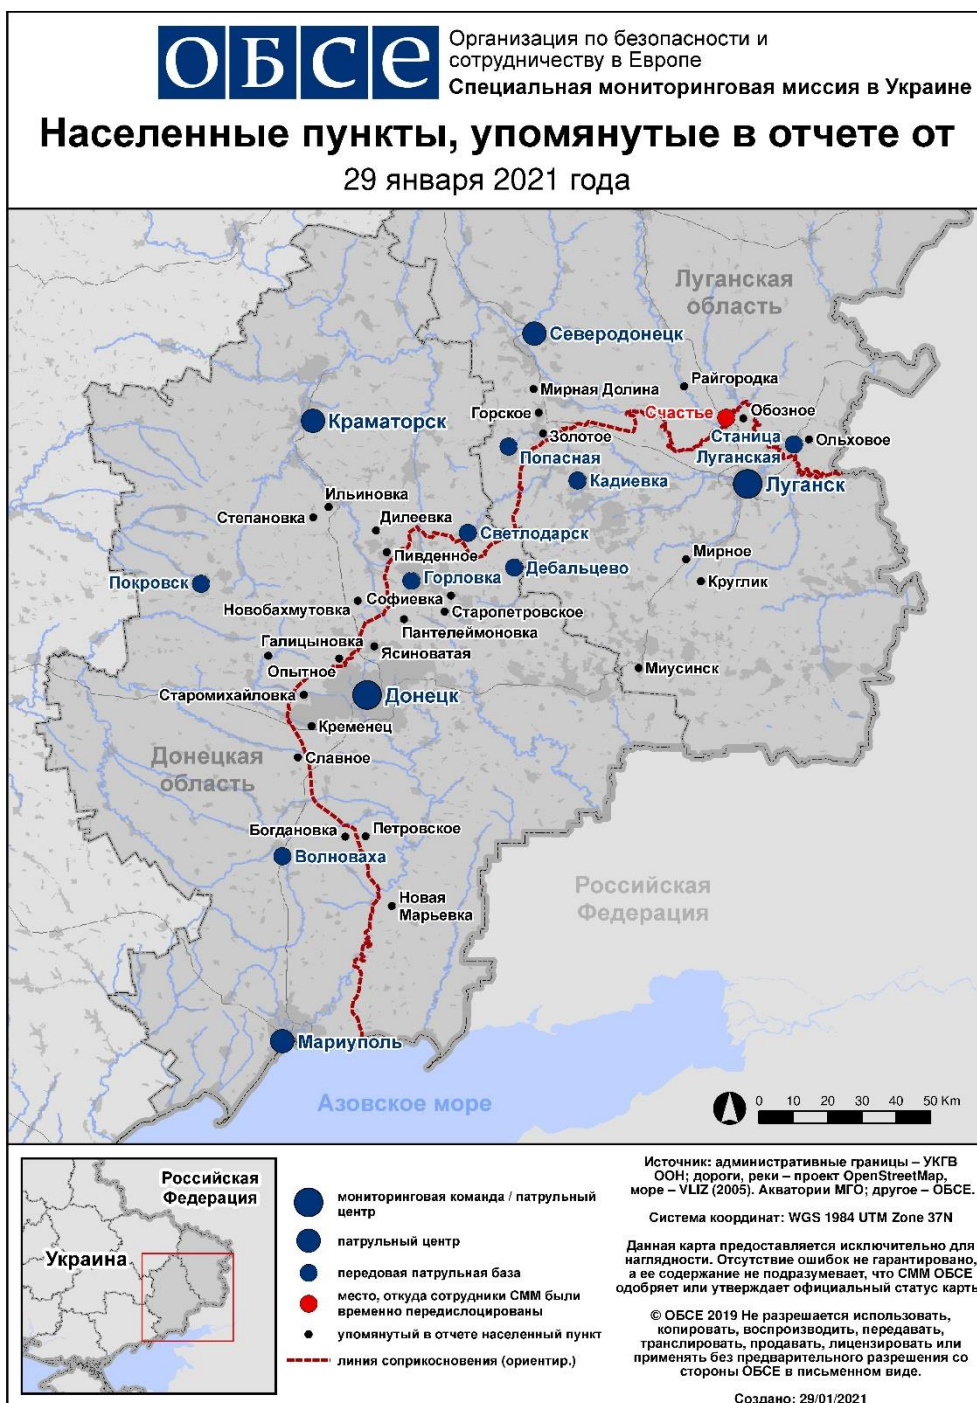 ОБСЕ
Организация по безопасности и
сотрудничеству в Европе
Специальная мониторинговая миссия в Украине
Населенные пункты, упомянутые в отчете от
29 января 2021 года
Луганская
область
Северодонецк
Мирная Долина
Райгородка
Горское
Счастье
Обозное
Краматорск
Золотое
Станица
Луганская
Ольховое
Попасная
Кадиевка
Луганск
Ильиновка
Степановка
Дилеевка
Светлодарск
Пивденное
Мирное
Дебальцево
Покровск
Горловка
Круглик
Новобахмутовка
Софиевка
Старопетровское
Пантелеймоновка
Галицыновка
Ясиноватая
Опытное
Миусинск
Старомихайловка
Донецк
Кременец
Донецкая
область
Славное
Богдановка
Петровское
Волноваха
Российская
Федерация
Новая
Марьевка
Мариуполь
Азовское море
0 10 20 30 40 50 Km
Российская
Федерация
Украина
мониторинговая команда / патрульный
центр
патрульный центр
передовая патрульная база
место, откуда сотрудники СММ были
временно передислоцированы
упомянутый в отчете населенный пункт
линия соприкосновения (ориентир.)
Источник: административные границы – УКГВ
ООН; дороги, реки – проект OpenStreetMap,
море – VLIZ (2005). Акватории МГО; другое – ОБСЕ.
Система координат: WGS 1984 UTM Zone 37N
Данная карта предоставляется исключительно для
наглядности. Отсутствие ошибок не гарантировано,
а ее содержание не подразумевает, что СММ ОБСЕ
одобряет или утверждает официальный статус карты.
© ОБСЕ 2019 Не разрешается использовать,
копировать, воспроизводить, передавать,
транслировать, продавать, лицензировать или
применять без предварительного разрешения со
стороны ОБСЕ в письменном виде.
Создано: 29/01/2021